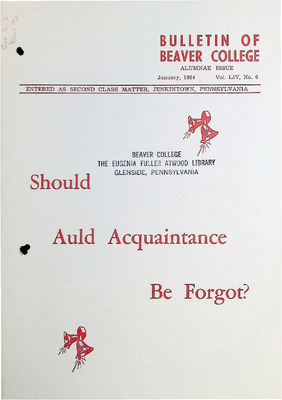 BULLETIN OF
BEAVER COLLEGE
ALUMNAE ISSUE
January, 1954 Vol. LIV, No. 6
ENTERED AS SECOND CLASS MATTER, JENKINTOWN, PENNSYLVANIA
BEAVER COLLEGE
THE EUGENIA FULLER ATWOOD LIBRARY
GLENSIDE, PENNSYLVANIA
Should
Auld Acquaintance
Be Forgot?